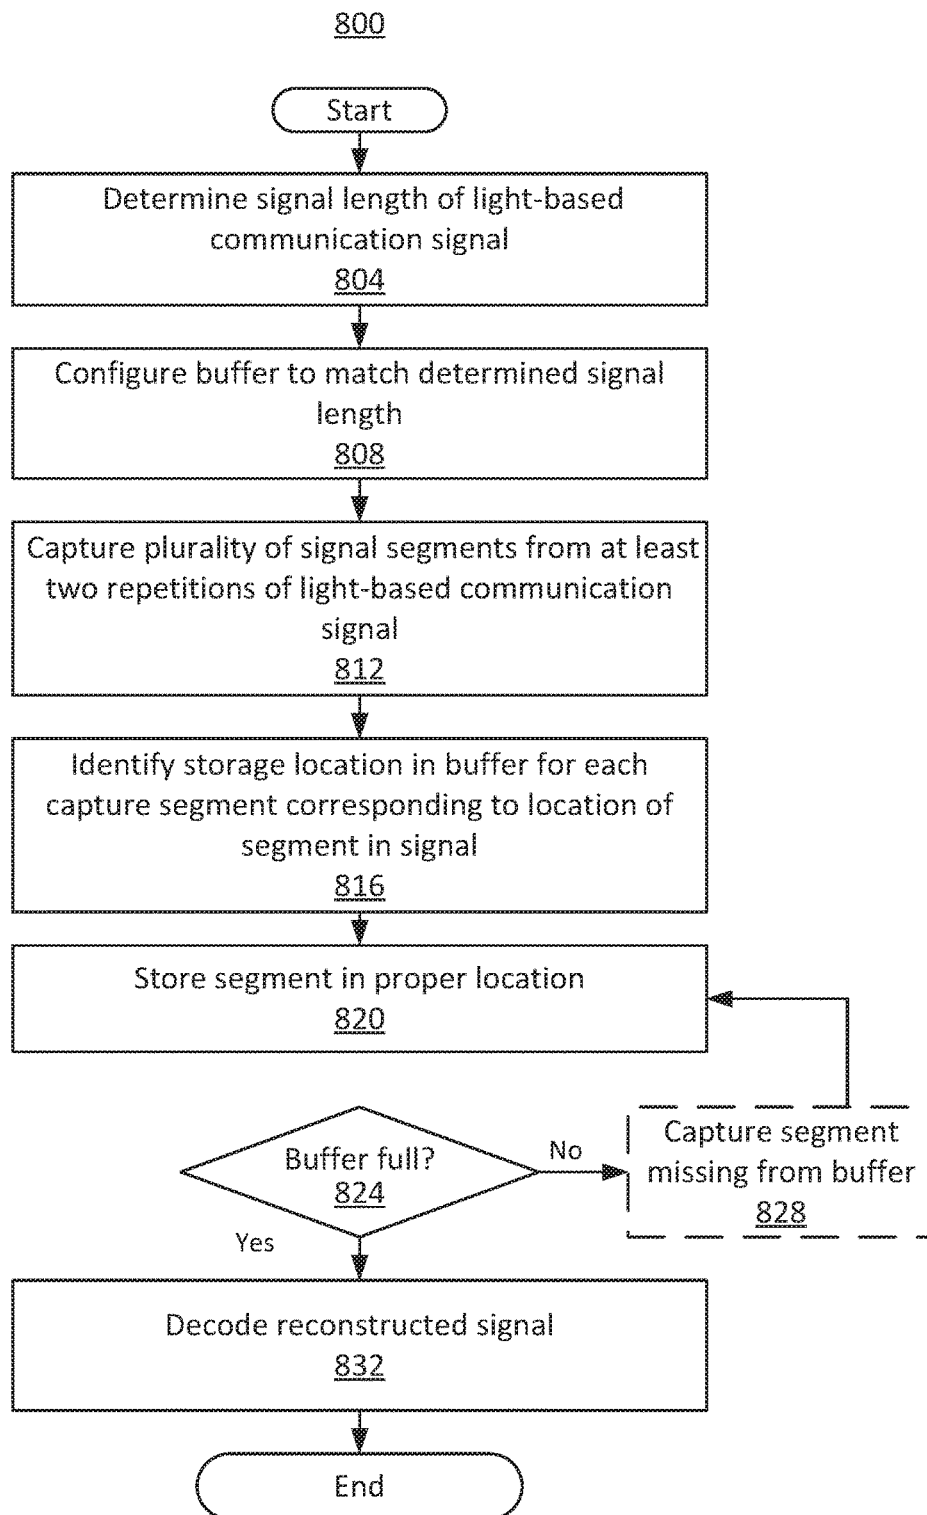 800
Start
Determine signal length of light-based
communication signal
804
Configure buffer to match determined signal
length
808
Capture plurality of signal segments from at least
two repetitions of light-based communication
signal
812
Identify storage location in buffer for each
capture segment corresponding to location of
segment in signal
816
Store segment in proper location
820
Buffer full?
824
No
Capture segment
missing from buffer
828
Yes
Decode reconstructed signal
832
End